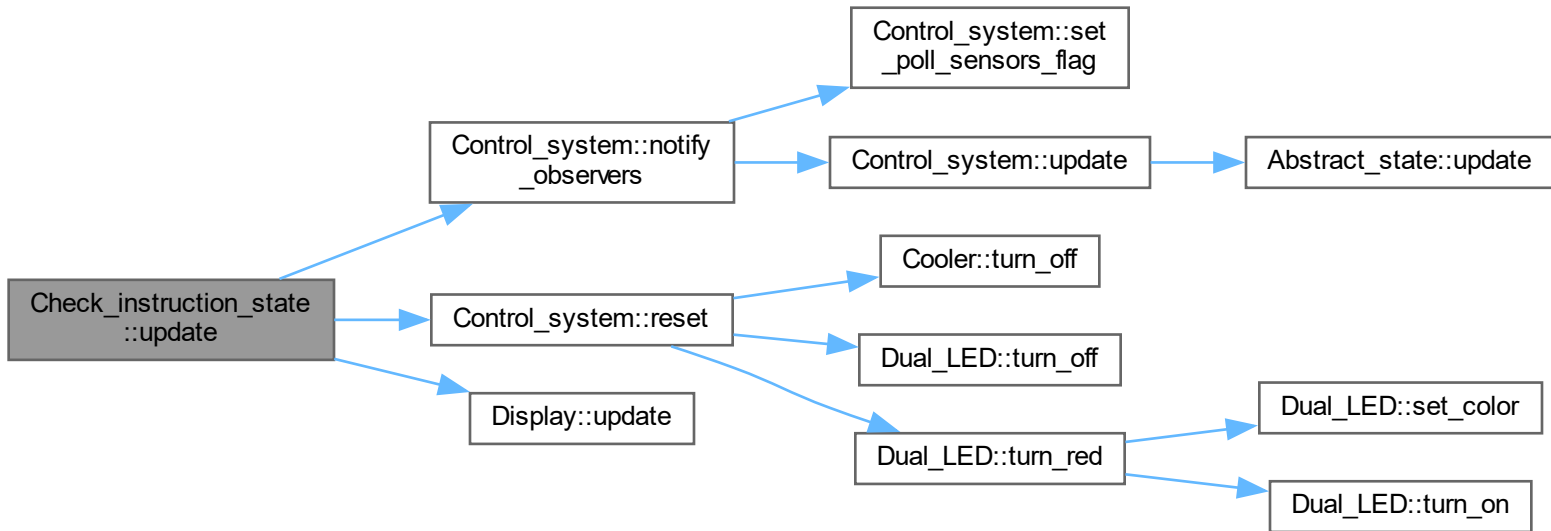 Control_system::set
_poll_sensors_flag
Control_system::notify
_observers
Control_system::update
Abstract_state::update
Check_instruction_state
::update
Control_system::reset
Cooler::turn_off
Dual_LED::turn_off
Display::update
Dual_LED::turn_red
Dual_LED::set_color
Dual_LED::turn_on